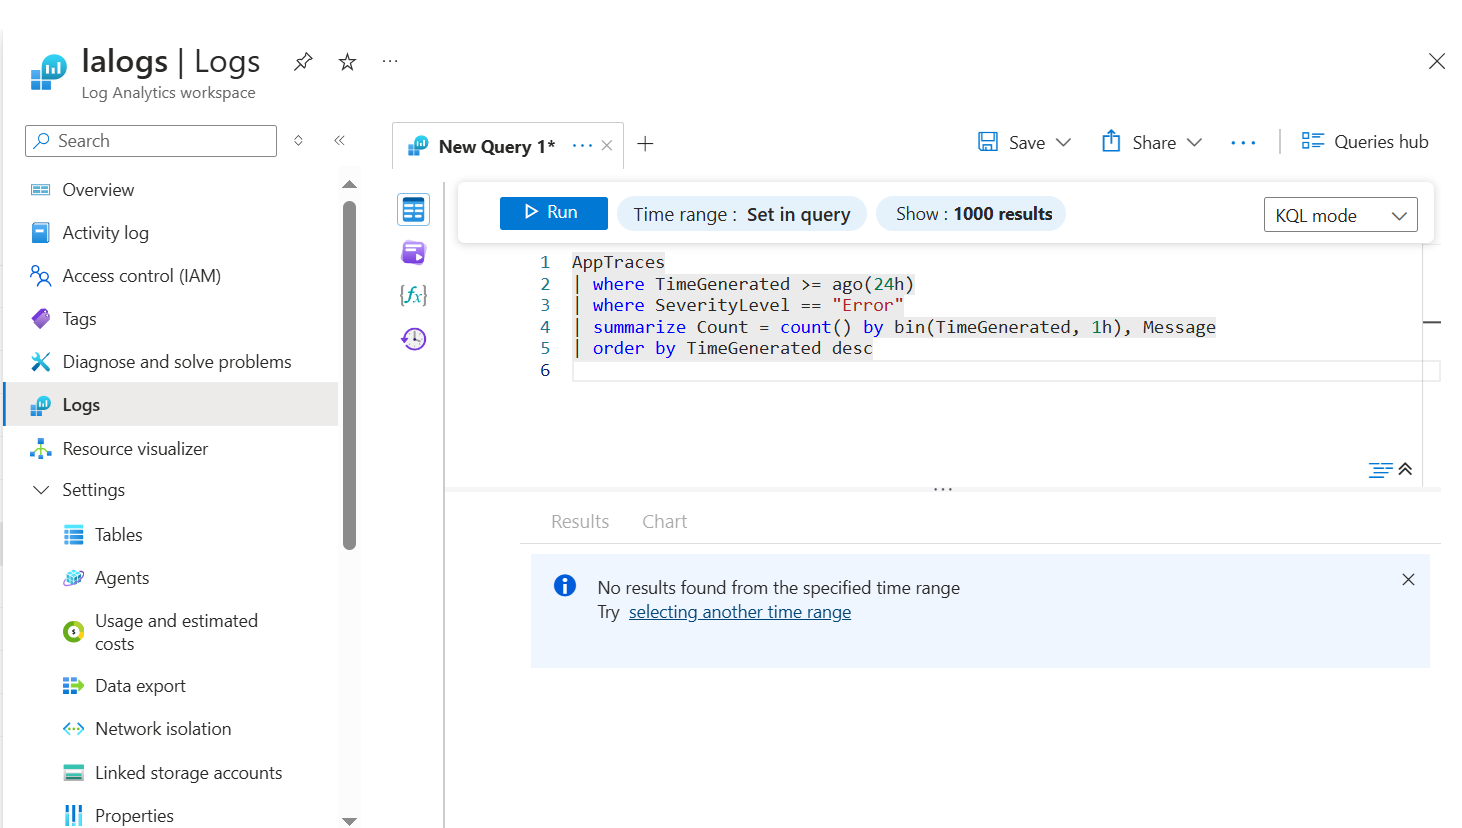 lalogs | Logs
Log Analytics workspace
Search
Overview
Activity log
Access control (IAM)
Tags
Diagnose and solve problems
Logs
Resource visualizer
Settings
Tables
Agents
Usage and estimated
costs
Data export
Network isolation
Linked storage accounts
Properties
New Query 1*
Save
Share
Queries hub
Run
Time range : Set in query
Show : 1000 results
KQL mode
{fx}
1 AppTraces
2 | where TimeGenerated >= ago(24h)
3 | where SeverityLevel == "Error"
4 | summarize Count = count() by bin(TimeGenerated, 1h), Message
5 | order by TimeGenerated desc
6
Results Chart
No results found from the specified time range
Try selecting another time range